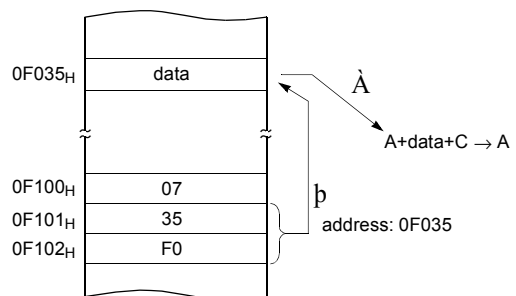 0F035H data
À
A+data+C → A
0F100H 07
þ
0F101H 35
address: 0F035
0F102H F0